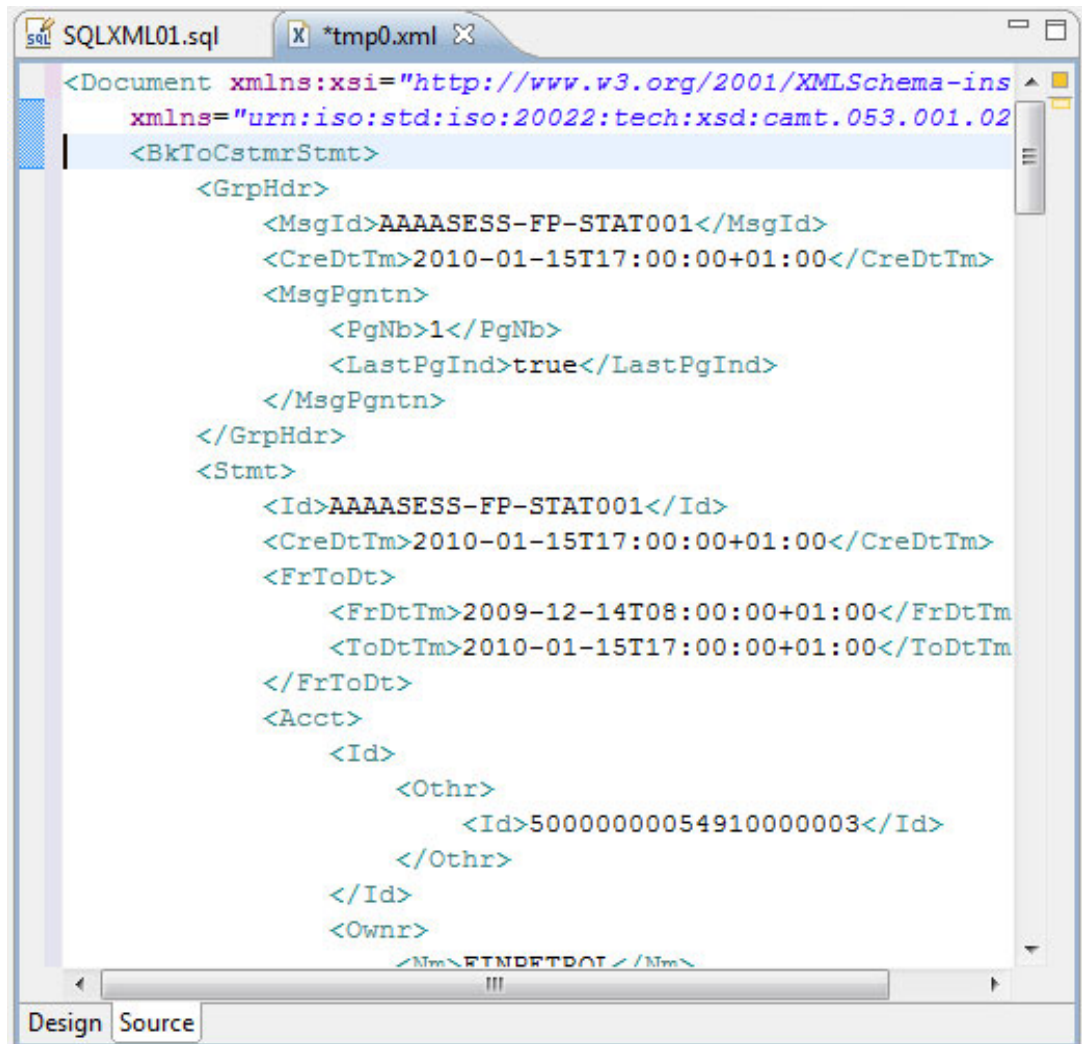 SQLXML01.sql *tmp0.xml
<Document xmlns:xsi="http://www.w3.org/2001/XMLSchema-ins
xmlns="urn:iso:std:iso:20022:tech:xsd:camt.053.001.02
<BkToCstmrStmt>
<GrpHdr>
<MsgId>AAAASESS-FP-STAT001</MsgId>
<CreDtTm>2010-01-15T17:00:00+01:00</CreDtTm>
<MsgPgntn>
<PgNb>1</PgNb>
<LastPgInd>true</LastPgInd>
</MsgPgntn>
</GrpHdr>
<Stmt>
<Id>AAAASESS-FP-STAT001</Id>
<CreDtTm>2010-01-15T17:00:00+01:00</CreDtTm>
<FrToDt>
<FrDtTm>2009-12-14T08:00:00+01:00</FrDtTm
<ToDtTm>2010-01-15T17:00:00+01:00</ToDtTm
</FrToDt>
<Acct>
<Id>
<Othr>
<Id>50000000054910000003</Id>
</Othr>
</Id>
<Ownr>
<Nm>FINPETROL</Nm>
Design Source